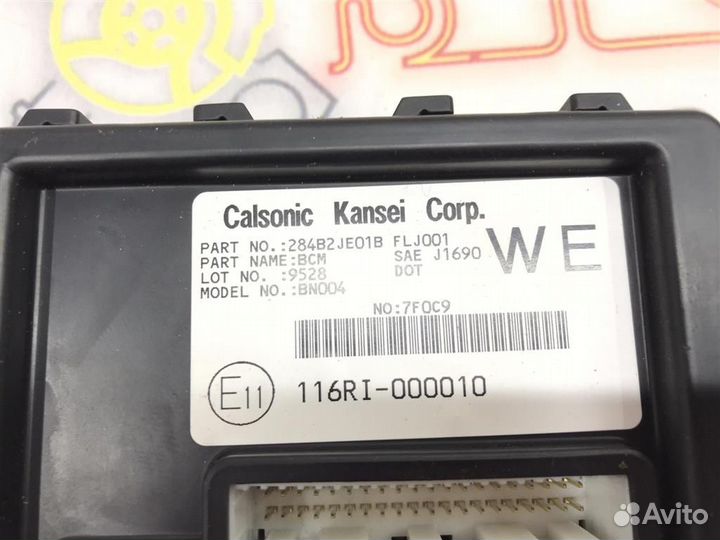 Calsonic Kansei Corp.
PART NO.:284B2JE01B FLJ001
PART NAME:BCM SAE J1690
LOT NO. :9528 DOT
MODEL NO.:BN004
WE
NO:7F0C9
E11 116RI-000010
Avito